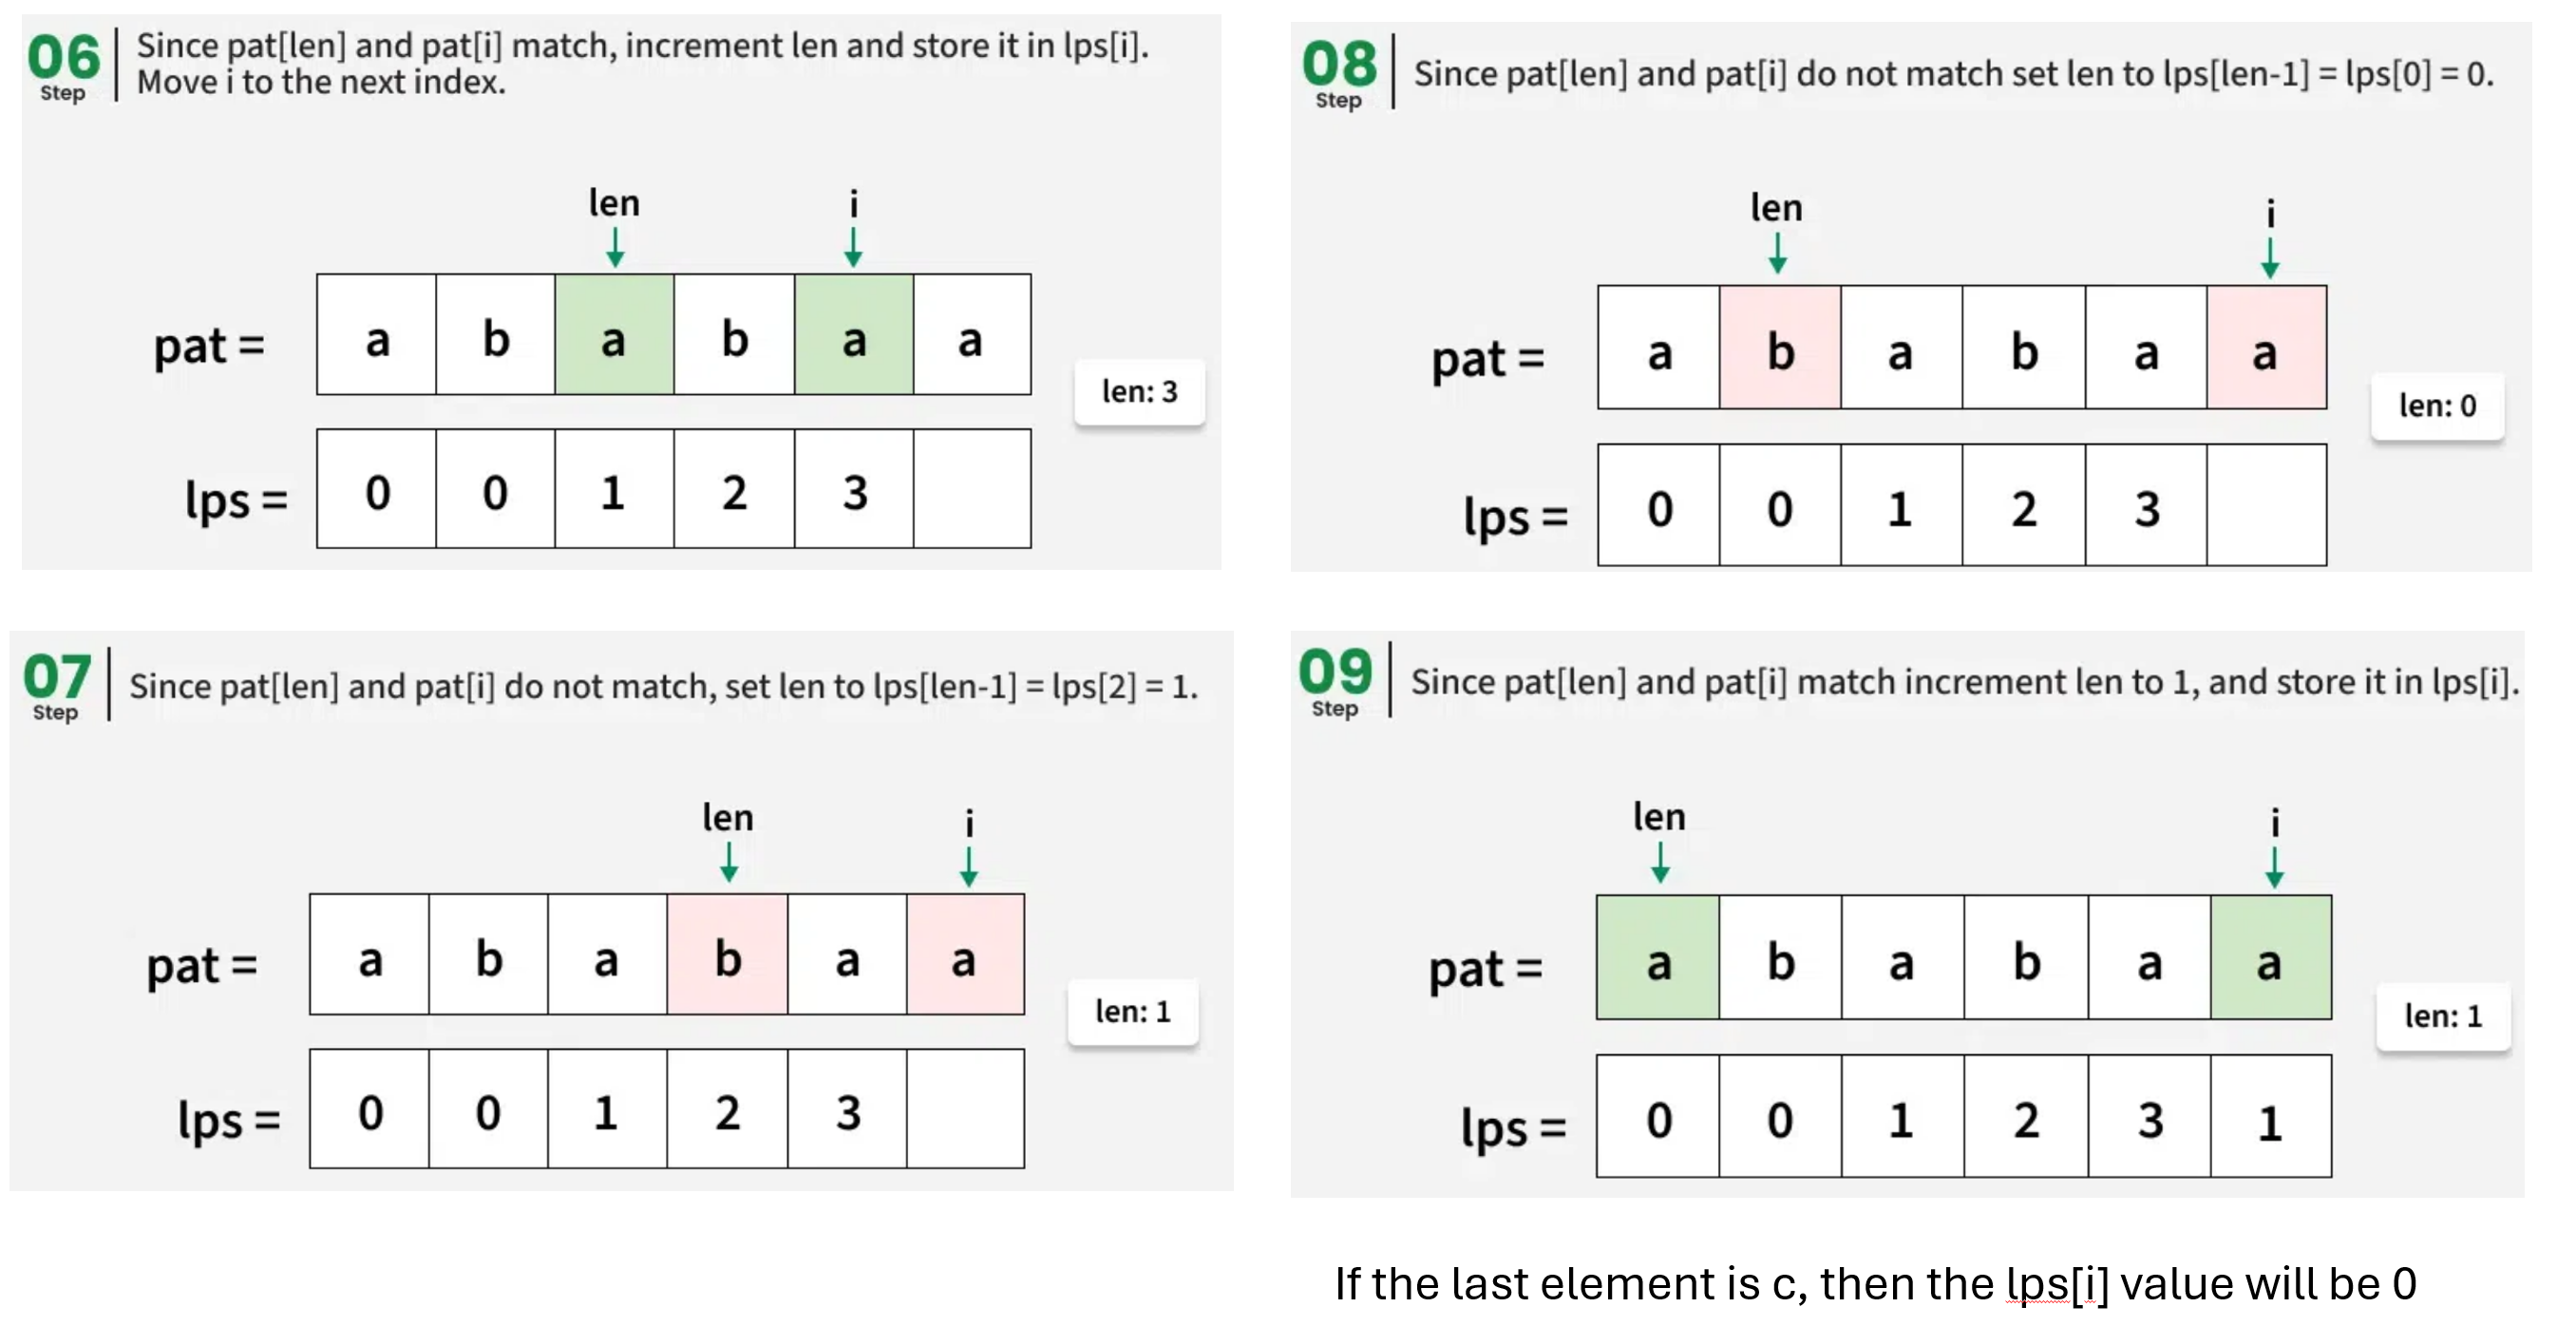 06
Step
Since pat[len] and pat[i] match, increment len and store it in lps[i].
Move i to the next index.
len i
pat = a b a b a a
len: 3
lps = 0 0 1 2 3
08
Step
Since pat[len] and pat[i] do not match set len to lps[len-1] = lps[0] = 0.
len i
pat = a b a b a a
len: 0
lps = 0 0 1 2 3
07
Step
Since pat[len] and pat[i] do not match, set len to lps[len-1] = lps[2] = 1.
len i
pat = a b a b a a
len: 1
lps = 0 0 1 2 3
09
Step
Since pat[len] and pat[i] match increment len to 1, and store it in lps[i].
len i
pat = a b a b a a
len: 1
lps = 0 0 1 2 3 1
If the last element is c, then the lps[i] value will be 0